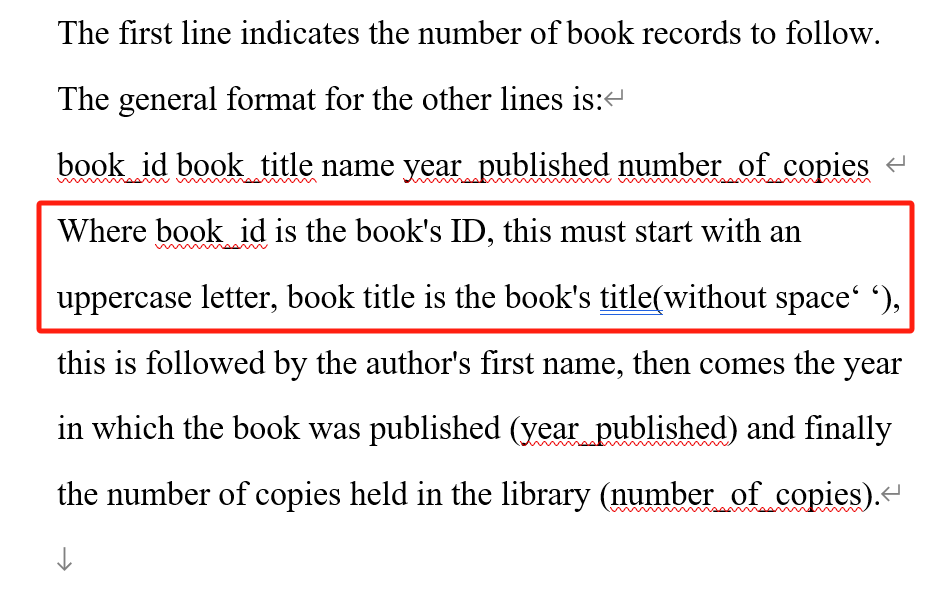 The first line indicates the number of book records to follow.
The general format for the other lines is:↵
book_id book_title name year_published number_of_copies ↵
Where book_id is the book's ID, this must start with an
uppercase letter, book title is the book's title(without space‘ ‘),
this is followed by the author's first name, then comes the year
in which the book was published (year_published) and finally
the number of copies held in the library (number_of_copies).↵
↓